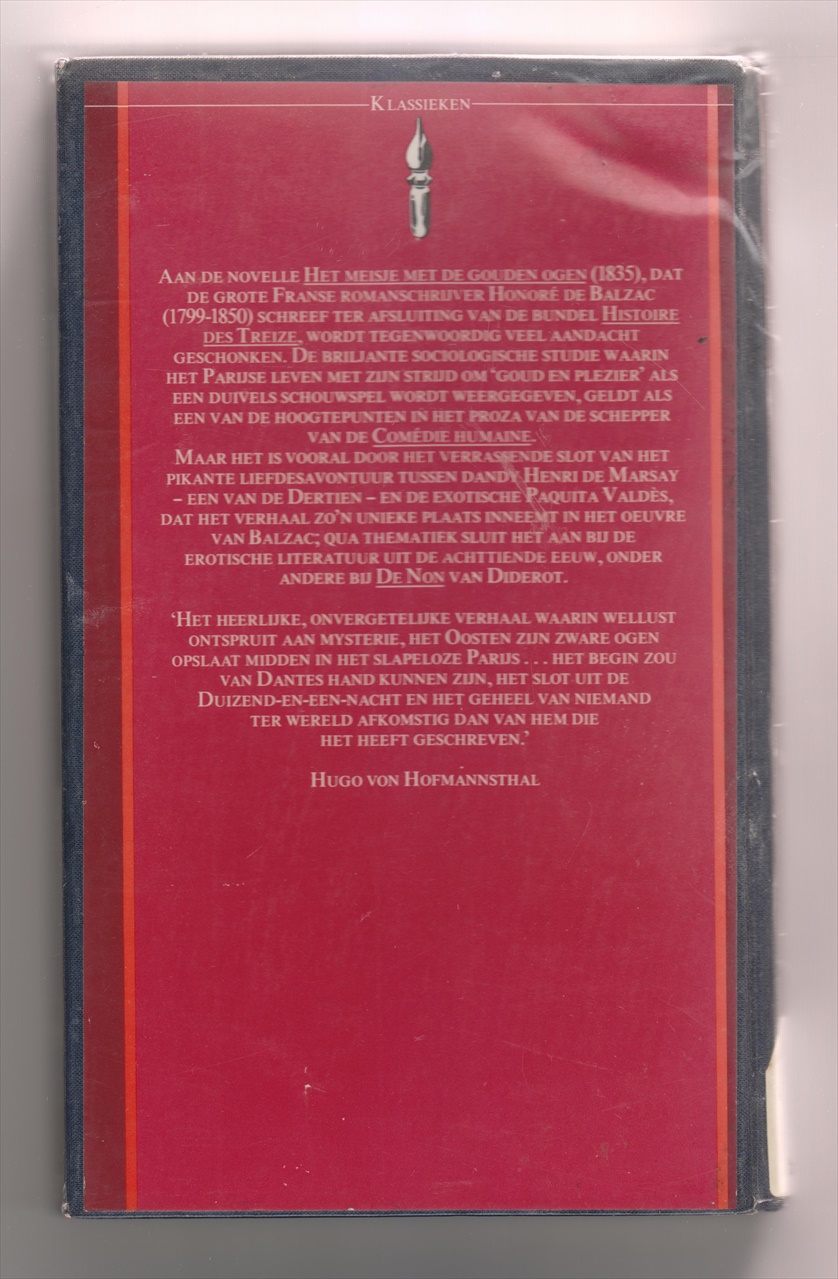 KLASSIEKEN
AAN DE NOVELLE HET MEISJE MET DE GOUDEN OGEN (1835), DAT
DE GROTE FRANSE ROMANSCHRIJVER HONORÉ DE BALZAC
(1799-1850) SCHREEF TER AFSLUITING VAN DE BUNDEL HISTOIRE
DES TREIZE, WORDT TEGENWOORDIG VEEL AANDACHT
GESCHONKEN. DE BRILJANTE SOCIOLOGISCHE STUDIE WAARIN
HET PARIJSE LEVEN MET ZIJN STRIJD OM ‘GOUD EN PLEZIER’ ALS
EEN DUIVELS SCHOUWSPEL WORDT WEERGEGEVEN, GELDT ALS
EEN VAN DE HOOGTEPUNTEN IN HET PROZA VAN DE SCHEPPER
VAN DE COMÉDIE HUMAINE.
MAAR HET IS VOORAL DOOR HET VERRASSENDE SLOT VAN HET
PIKANTE LIEFDESAVONTUUR TUSSEN DANDY HENRI DE MARSAY
– EEN VAN DE DERTIEN – EN DE EXOTISCHE PAQUITA VALDÈS,
DAT HET VERHAAL ZO’N UNIEKE PLAATS INNEEMT IN HET OEUVRE
VAN BALZAC; QUA THEMATIEK SLUIT HET AAN BIJ DE
EROTISCHE LITERATUUR UIT DE ACHTTIENDE EEUW, ONDER
ANDERE BIJ DE NON VAN DIDEROT.
‘HET HEERLIJKE, ONVERGETELIJKE VERHAAL WAARIN WELLUST
ONTSPRUIT AAN MYSTERIE, HET OOSTEN ZIJN ZWARE OGEN
OPSLAAT MIDDEN IN HET SLAPELOZE PARIJS . . . HET BEGIN ZOU
VAN DANTES HAND KUNNEN ZIJN, HET SLOT UIT DE
DUIZEND-EN-EEN-NACHT EN HET GEHEEL VAN NIEMAND
TER WERELD AFKOMSTIG DAN VAN HEM DIE
HET HEEFT GESCHREVEN.’
HUGO VON HOFMANNSTHAL